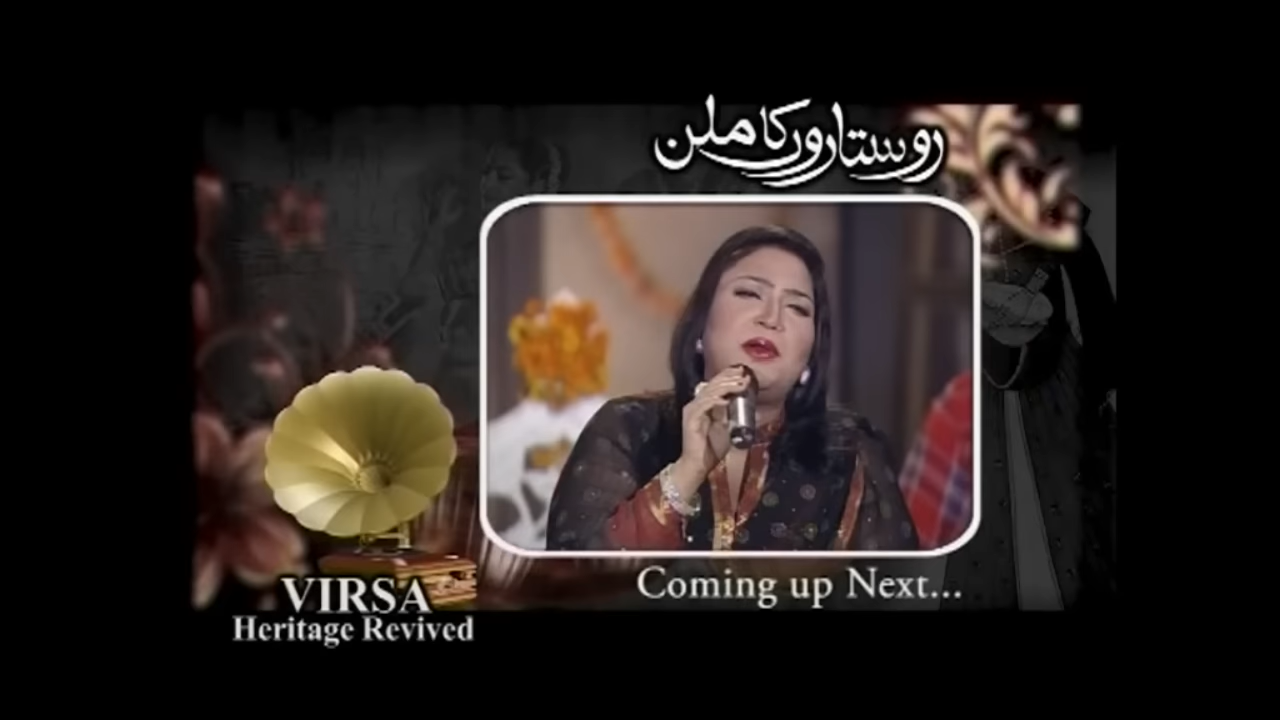 دو ستاروں کا ملن
Coming up Next...
VIRSA
Heritage Revived